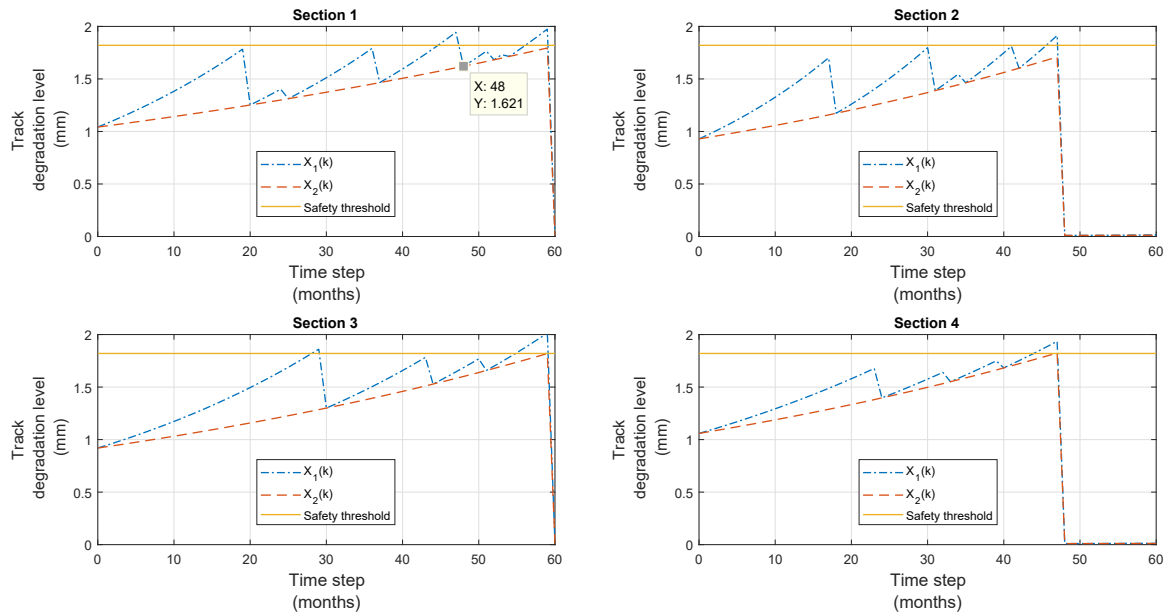 Section 1
2
1.5
1
0.5
0
Track
degradation level
(mm)
X: 48
Y: 1.621
X1(k)
X2(k)
Safety threshold
0 10 20 30 40 50 60
Time step
(months)
Section 2
2
1.5
1
0.5
0
Track
degradation level
(mm)
X1(k)
X2(k)
Safety threshold
0 10 20 30 40 50 60
Time step
(months)
Section 3
2
1.5
1
0.5
0
Track
degradation level
(mm)
X1(k)
X2(k)
Safety threshold
0 10 20 30 40 50 60
Time step
(months)
Section 4
2
1.5
1
0.5
0
Track
degradation level
(mm)
X1(k)
X2(k)
Safety threshold
0 10 20 30 40 50 60
Time step
(months)